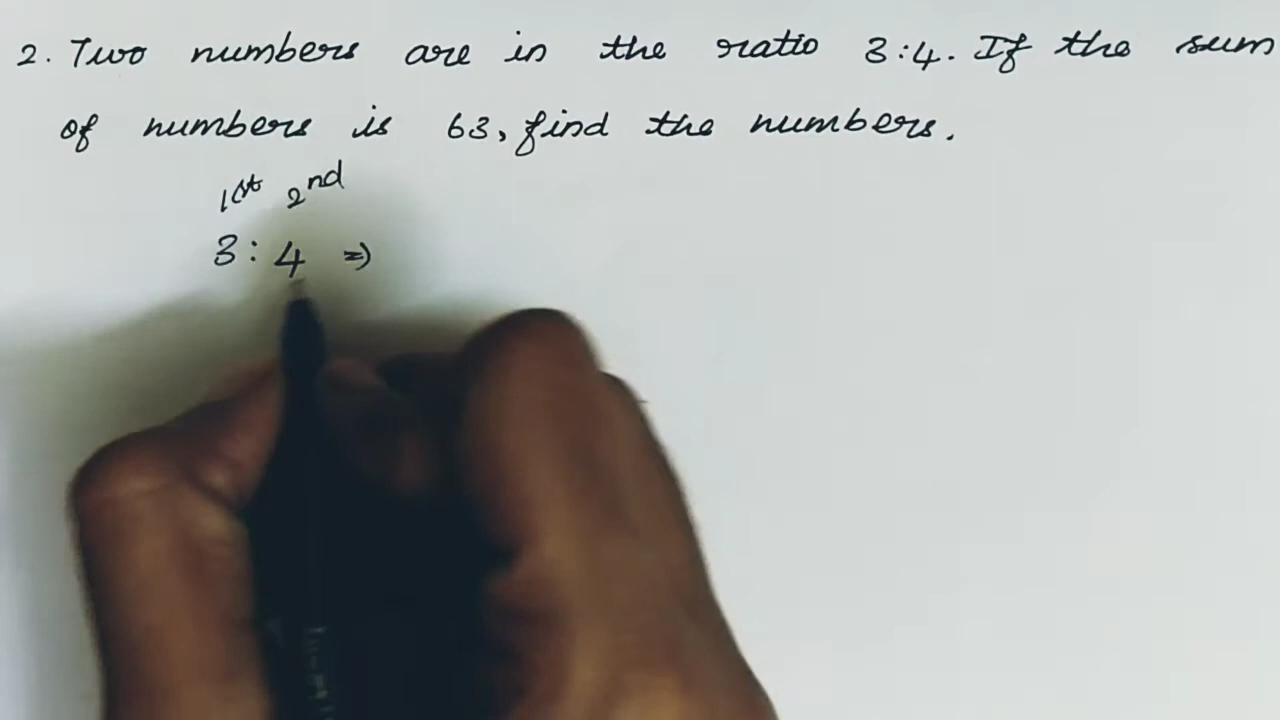 2. Two numbers are in the ratio 3:4. If the sum
of numbers is 63, find the numbers.
1st 2nd
3 : 4 =>